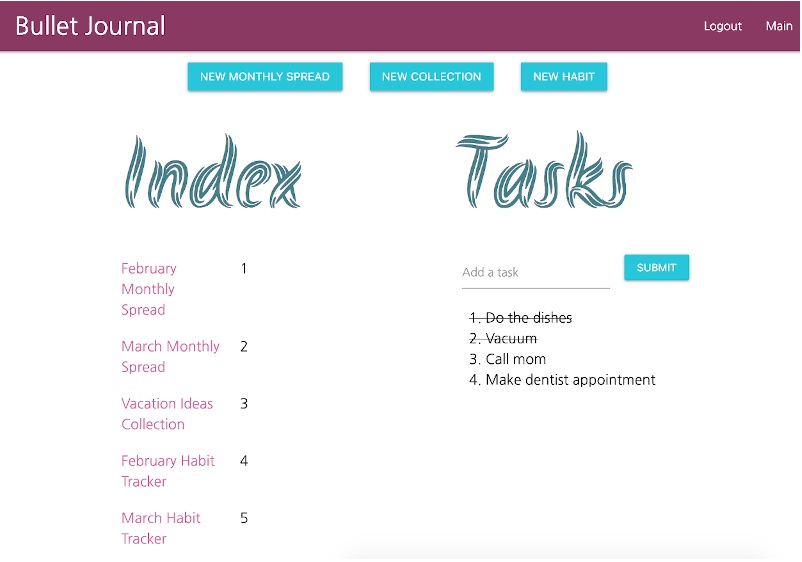 Bullet Journal
Logout Main
NEW MONTHLY SPREAD NEW COLLECTION NEW HABIT
Index
February
Monthly
Spread
1
March Monthly
Spread
2
Vacation Ideas
Collection
3
February Habit
Tracker
4
March Habit
Tracker
5
Tasks
Add a task
SUBMIT
1. Do the dishes
2. Vacuum
3. Call mom
4. Make dentist appointment